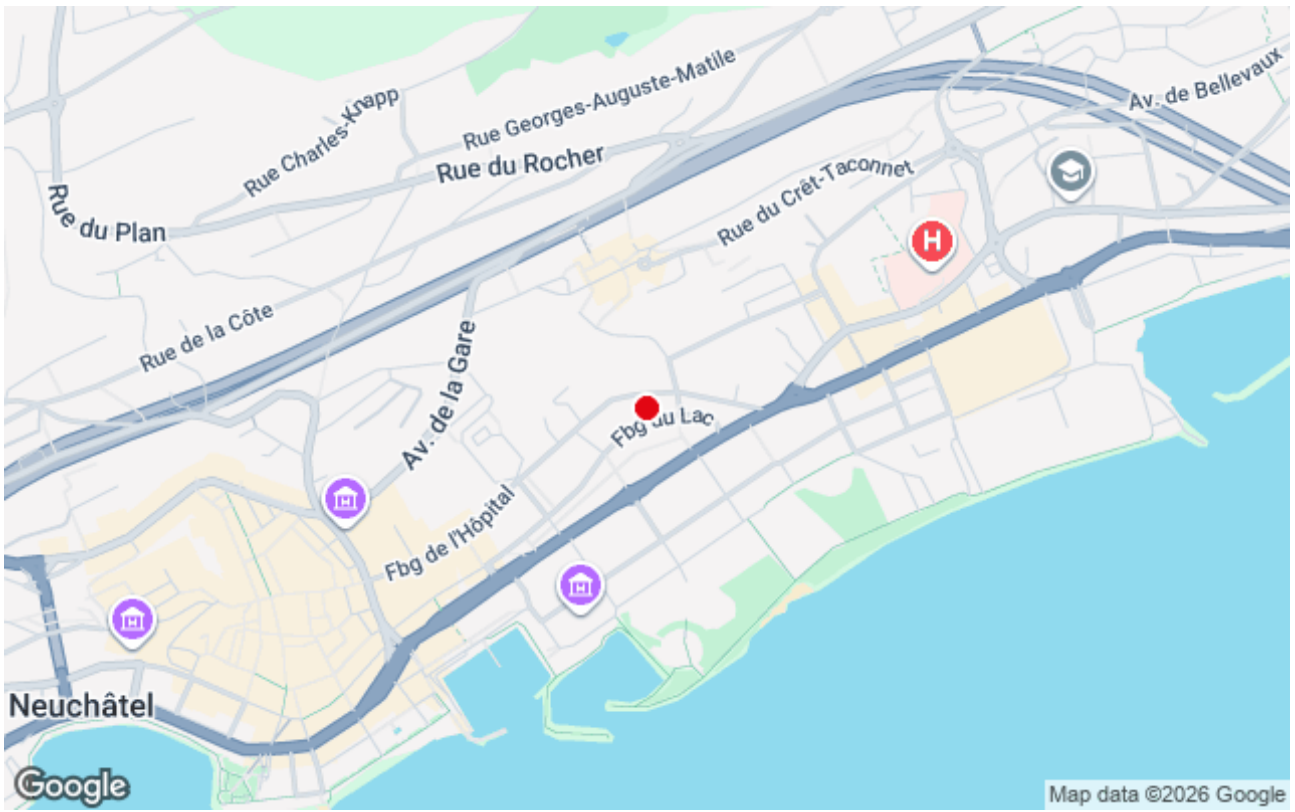 Rue Charles-Knapp
Rue Georges-Auguste-Matile
Av. de Bellevaux
Rue du Rocher
Rue du Plan
Rue du Crêt-Taconnet
H
Rue de la Côte
Av. de la Gare
Fbg du Lac
Fbg de l'Hôpital
Neuchâtel
Google
Map data ©2026 Google